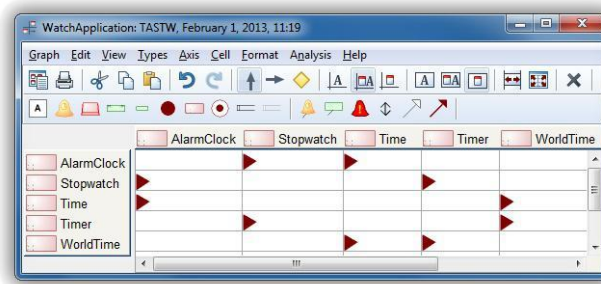 WatchApplication: TASTW, February 1, 2013, 11:19
Graph Edit View Types Axis Cell Format Analysis Help
A A A A A A
A
AlarmClock Stopwatch Time Timer WorldTime
AlarmClock
Stopwatch
Time
Timer
WorldTime